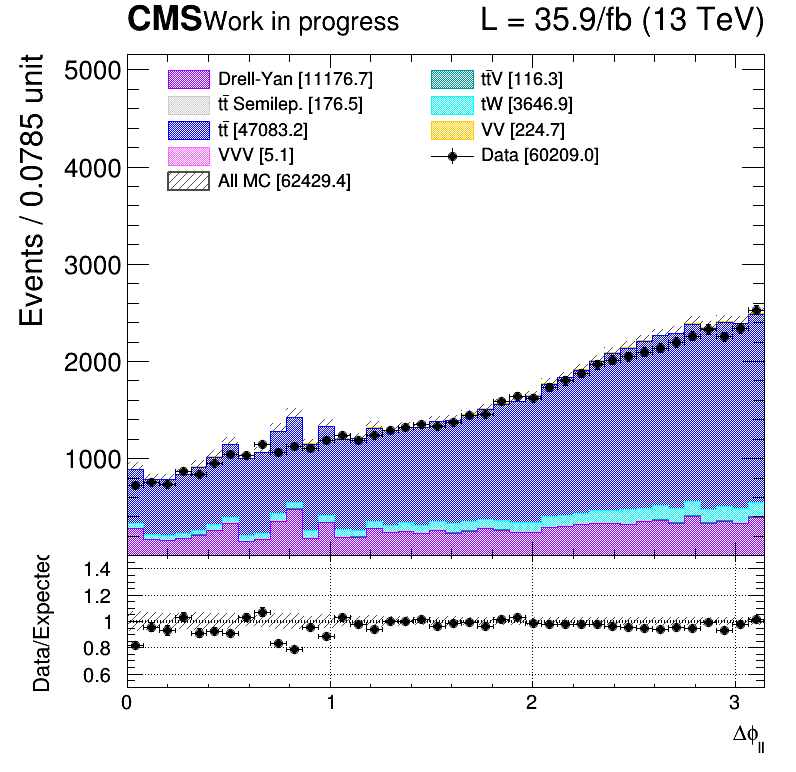 CMS Work in progress L = 35.9/fb (13 TeV)
Events / 0.0785 unit
5000
4000
3000
2000
1000
Drell-Yan [11176.7]
tt̄ Semilep. [176.5]
tt̄ [47083.2]
VVV [5.1]
All MC [62429.4]
tt̄V [116.3]
tW [3646.9]
VV [224.7]
Data [60209.0]
Data/Expected
1.4
1.2
1
0.8
0.6
0 1 2 3
Δϕ_ll